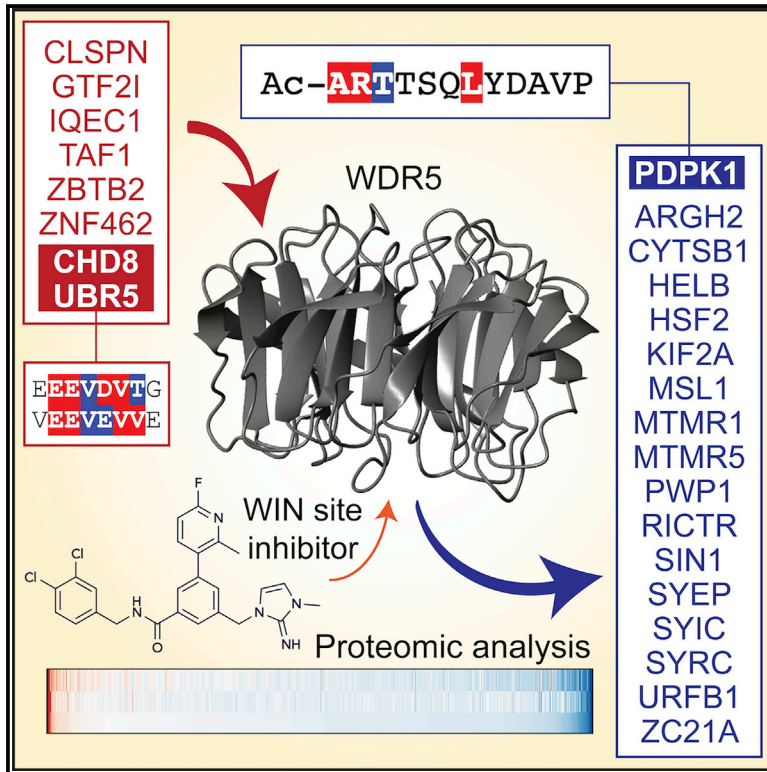 CLSPN
GTF2I
IQEC1
TAF1
ZBTB2
ZNF462
CHD8
UBR5
EEEVDVTG
VEEVEVVE
Ac-ARTTSQLYDAVP
WDR5
PDPK1
ARGH2
CYTSB1
HELB
HSF2
KIF2A
MSL1
MTMR1
MTMR5
PWP1
RICTR
SIN1
SYEP
SYIC
SYRC
URFB1
ZC21A
WIN site
inhibitor
F
N
Cl
Cl
N
H
O
N
N
NH
Proteomic analysis